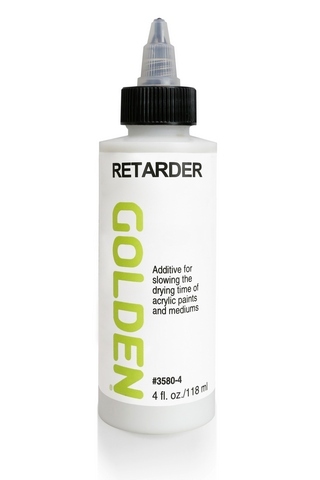 RETARDER
GOLDEN®
Additive for
slowing the
drying time of
acrylic paints
and mediums
#3580-4
4 fl. oz./118 ml